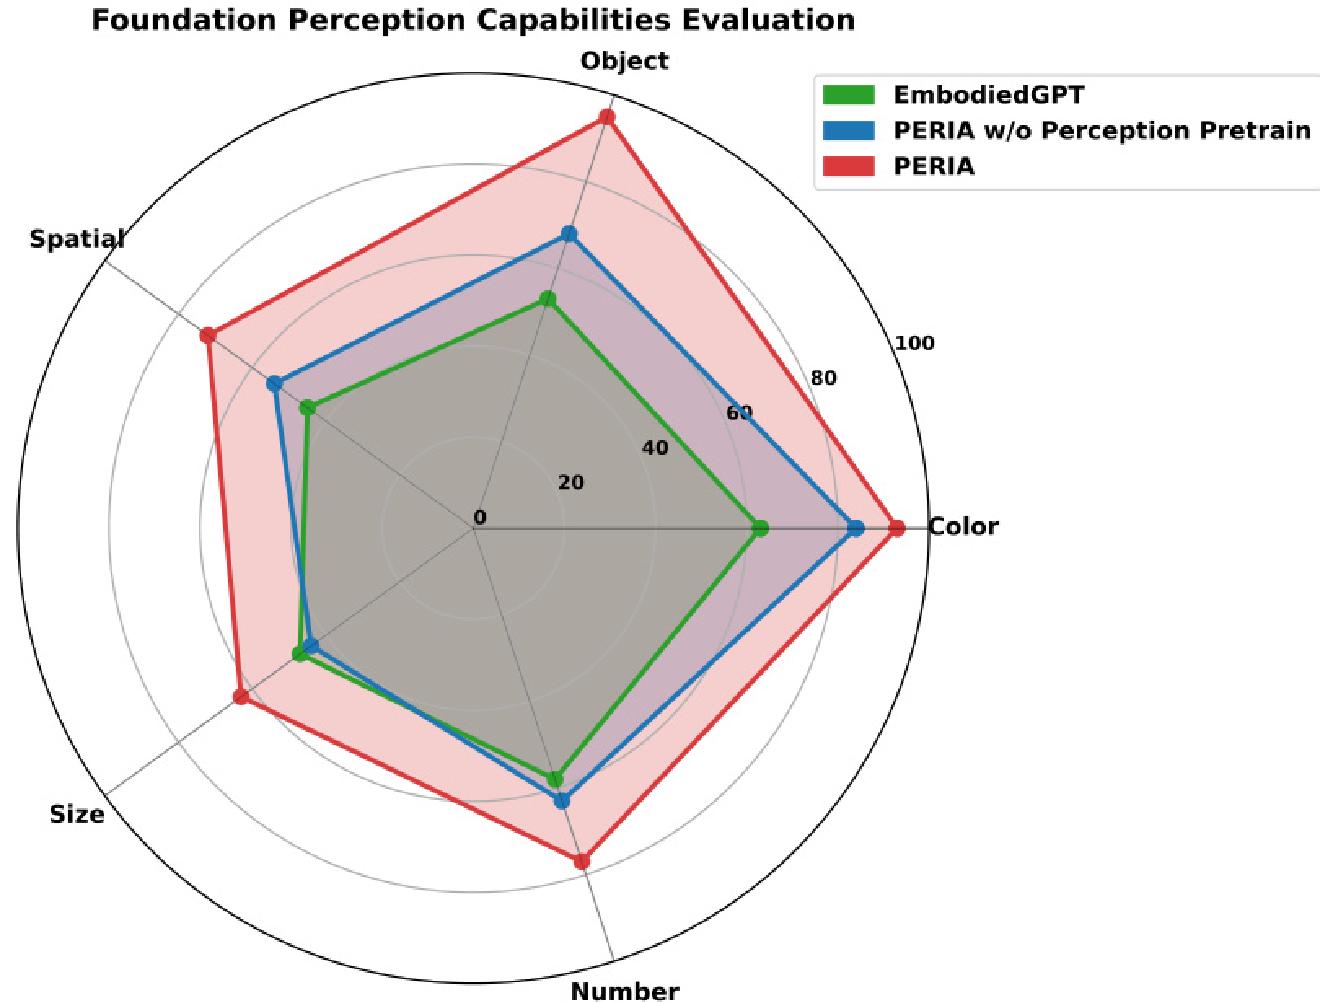 Foundation Perception Capabilities Evaluation
Object
EmbodiedGPT
PERIA w/o Perception Pretrain
PERIA
Spatial
100
80
60
40
20
0
Color
Size
Number